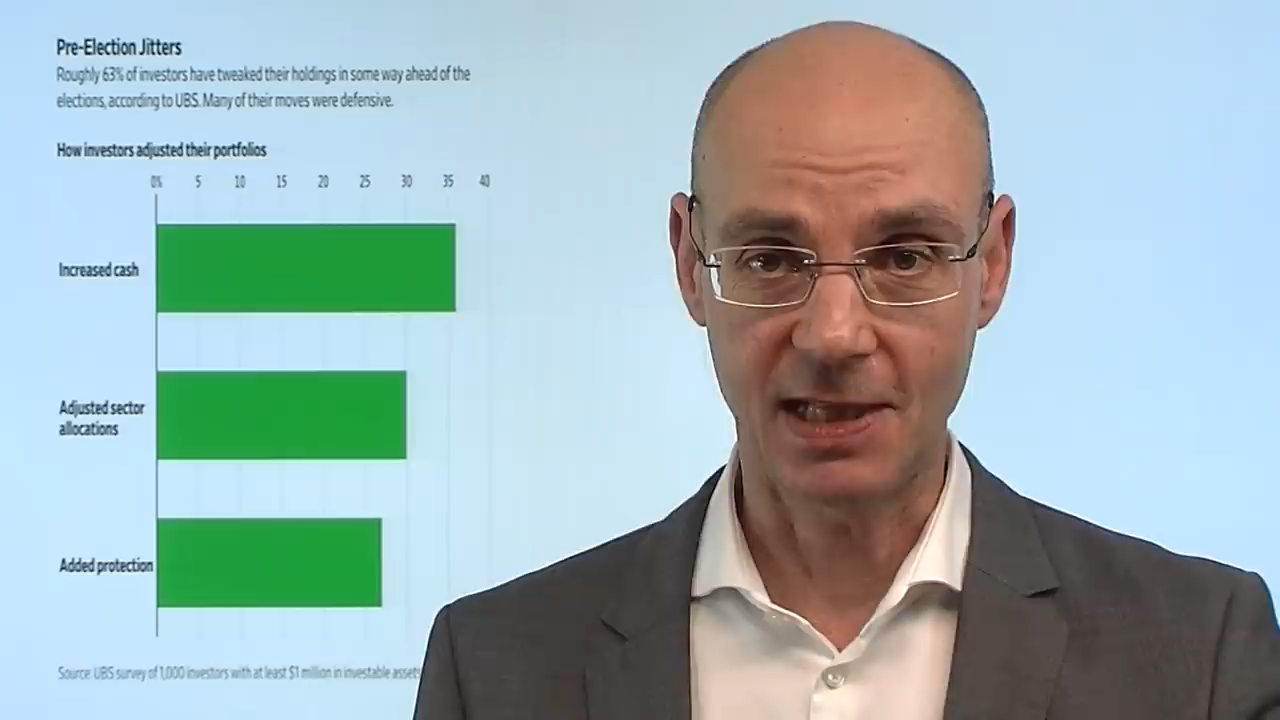 Pre-Election Jitters
Roughly 63% of investors have tweaked their holdings in some way ahead of the
elections, according to UBS. Many of their moves were defensive.
How investors adjusted their portfolios
0% 5 10 15 20 25 30 35 40
Increased cash
Adjusted sector
allocations
Added protection
Source: UBS survey of 1,000 investors with at least $1 million in investable assets